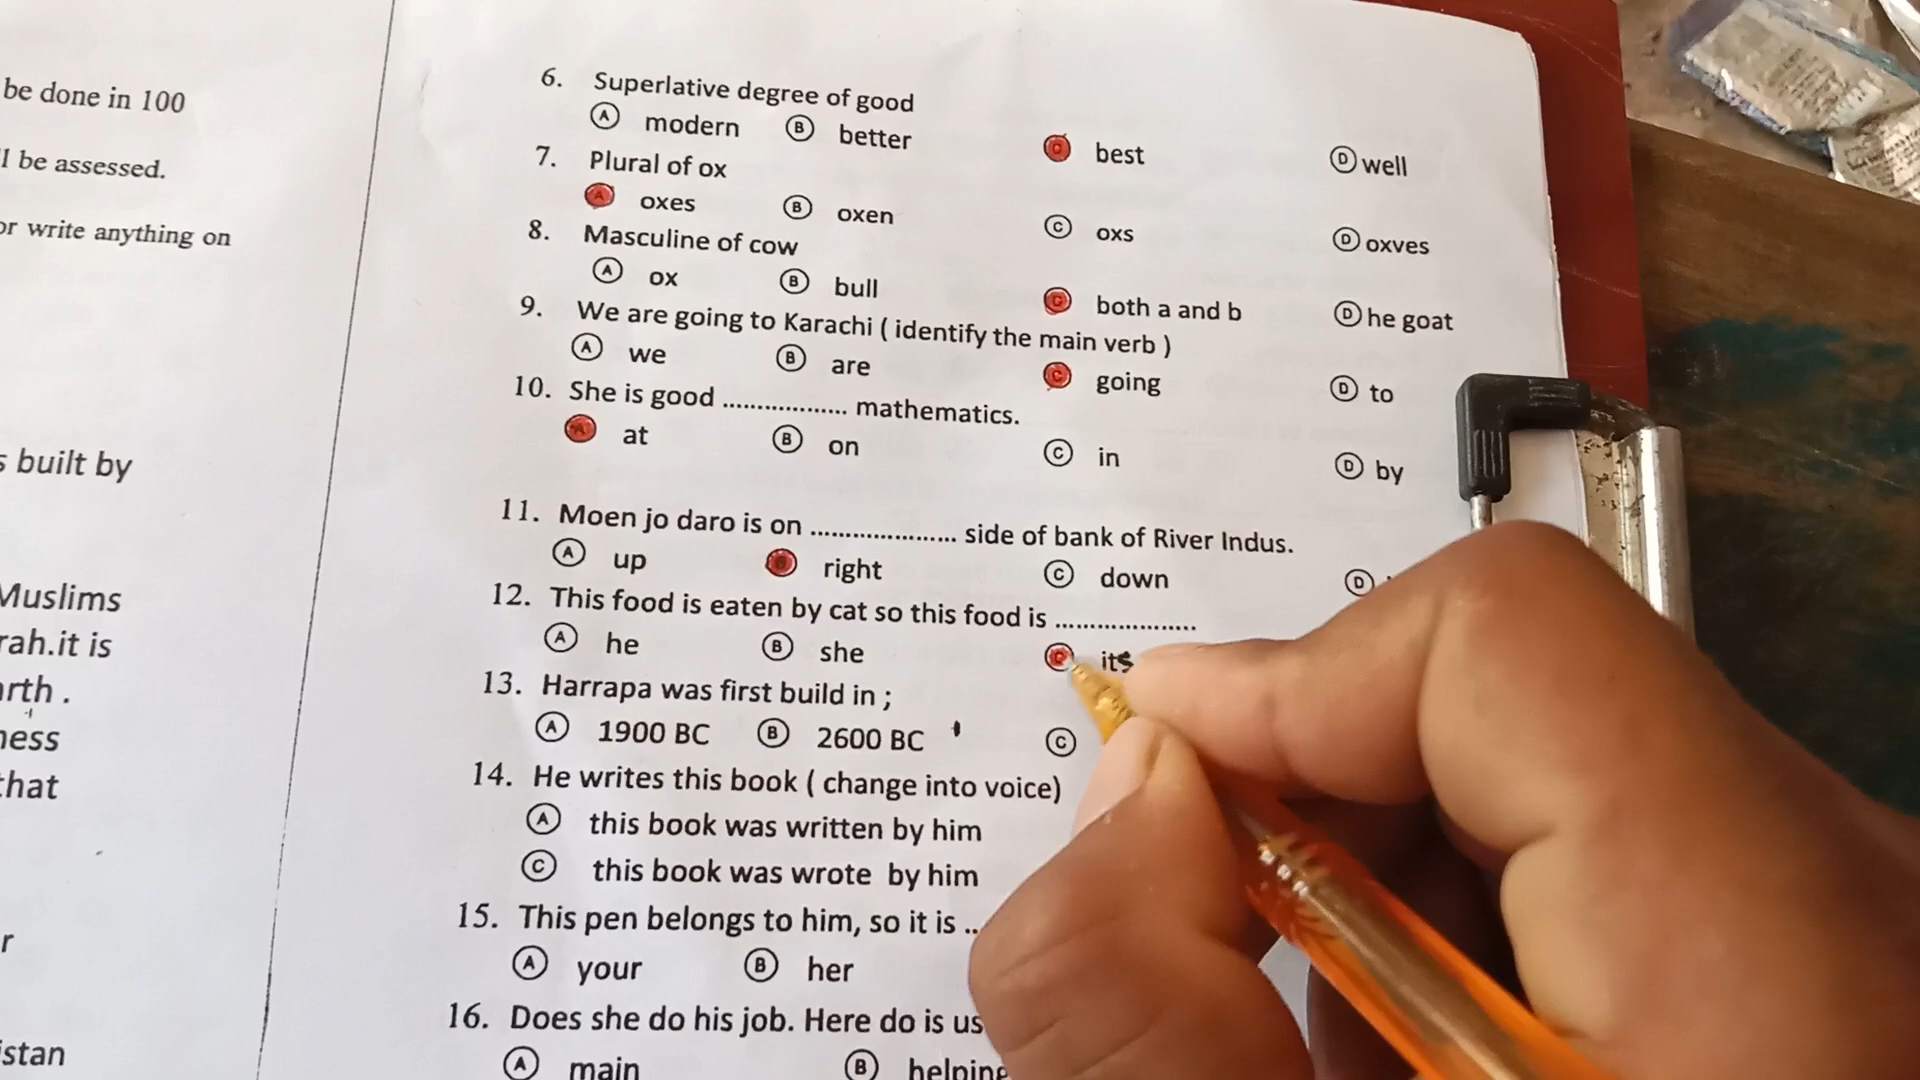 be done in 100
l be assessed.
or write anything on
s built by
Muslims
rah.it is
arth .
ness
that
r
istan
6. Superlative degree of good
A modern B better C best D well
7. Plural of ox
A oxes B oxen C oxs D oxves
8. Masculine of cow
A ox B bull C both a and b D he goat
9. We are going to Karachi ( identify the main verb )
A we B are C going D to
10. She is good .................. mathematics.
A at B on C in D by
11. Moen jo daro is on ..................... side of bank of River Indus.
A up B right C down D
12. This food is eaten by cat so this food is ....................
A he B she C its
13. Harrapa was first build in ;
A 1900 BC B 2600 BC C
14. He writes this book ( change into voice)
A this book was written by him
C this book was wrote by him
15. This pen belongs to him, so it is ..
A your B her
16. Does she do his job. Here do is us
A main B helping